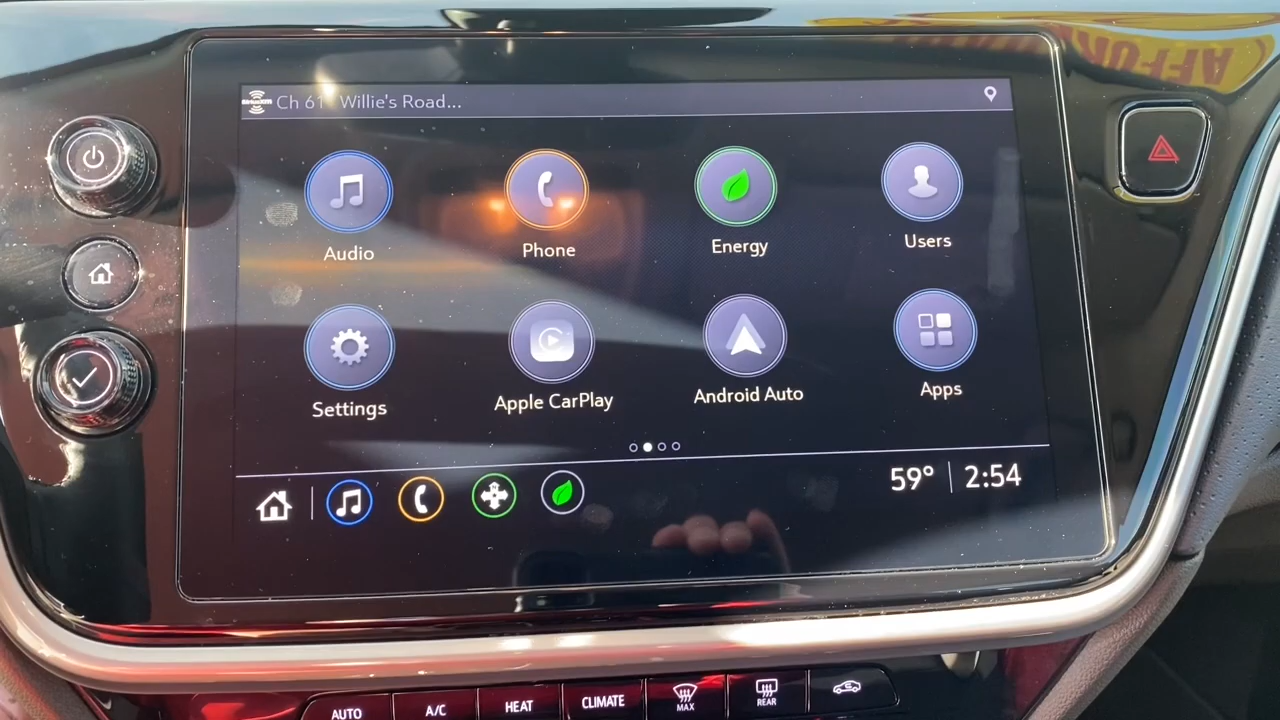 SiriusXM Ch 61 Willie's Road...
Audio
Phone
Energy
Users
Settings
Apple CarPlay
Android Auto
Apps
59° 2:54
AUTO
A/C
HEAT
CLIMATE
MAX
REAR